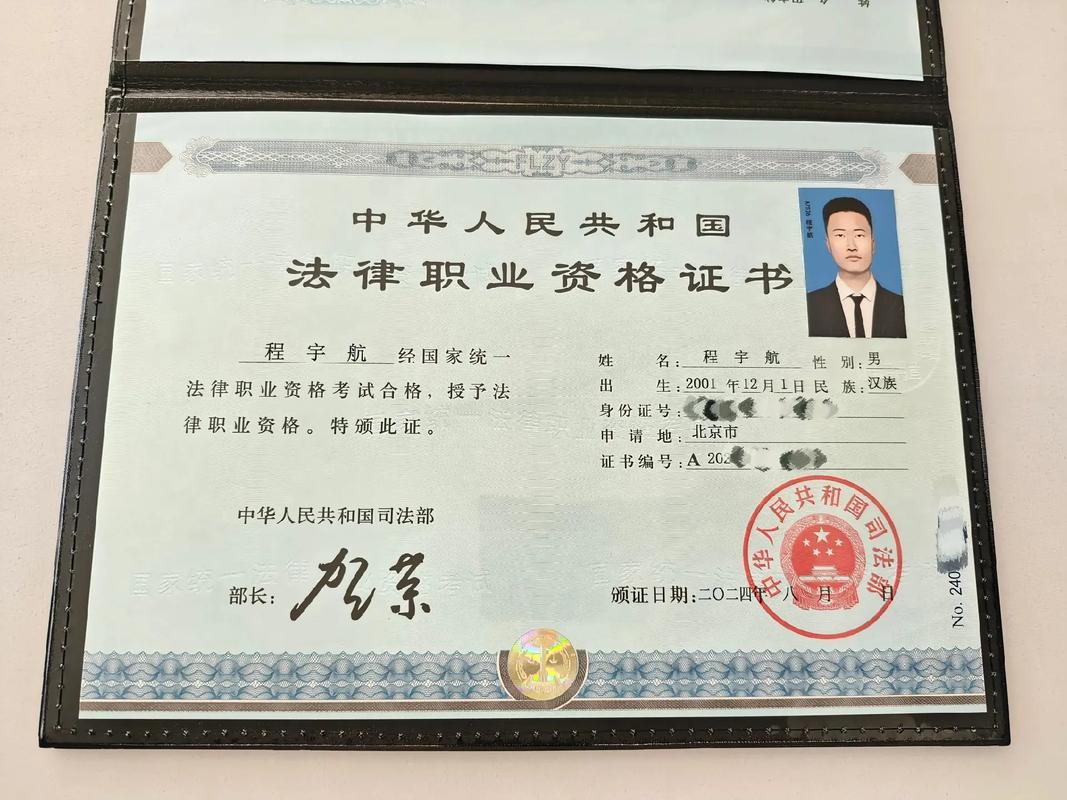 FLZY
中华人民共和国
法律职业资格证书
程宇航 经国家统一
法律职业资格考试合格，授予法
律职业资格。特颁此证。
姓 名：程宇航 性别：男
出 生：2001 年12月1日 民族：汉族
身份证号：
申 请 地：北京市
证书编号：A 202
中华人民共和国司法部
部长：贺荣
颁证日期：二〇二四年 八 月 日
中华人民共和国司法部
No. 240